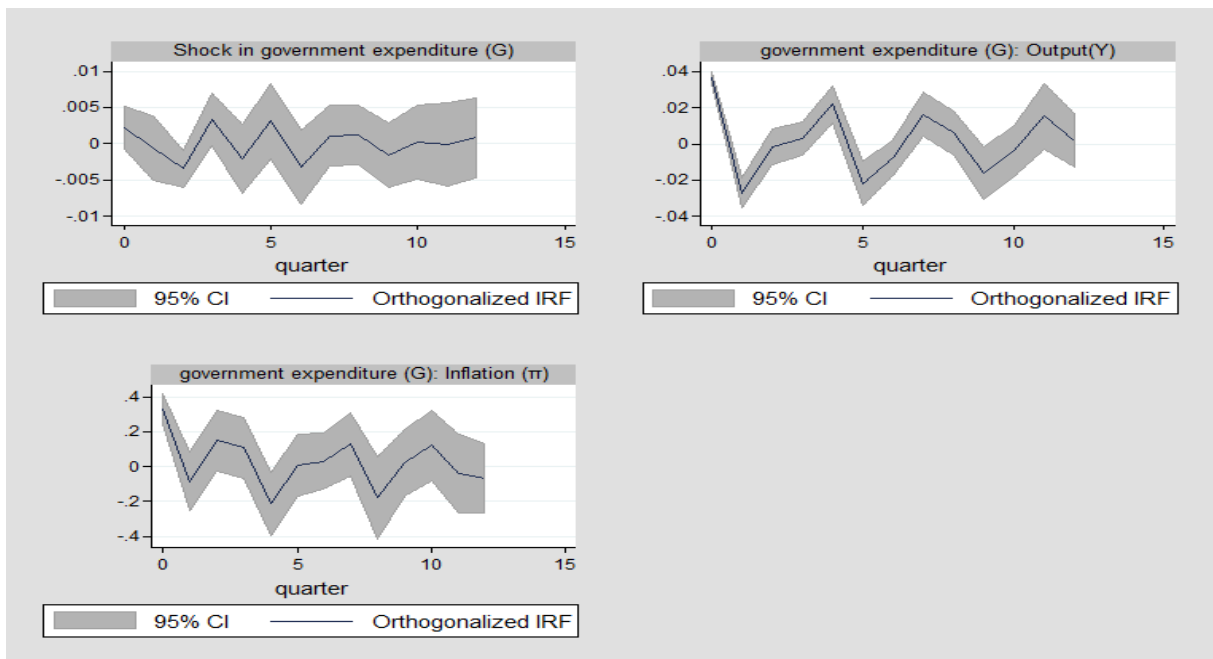 Shock in government expenditure (G)
.01
.005
0
-.005
-.01
0 5 10 15
quarter
95% CI Orthogonalized IRF
government expenditure (G): Output(Y)
.04
.02
0
-.02
-.04
0 5 10 15
quarter
95% CI Orthogonalized IRF
government expenditure (G): Inflation (π)
.4
.2
0
-.2
-.4
0 5 10 15
quarter
95% CI Orthogonalized IRF